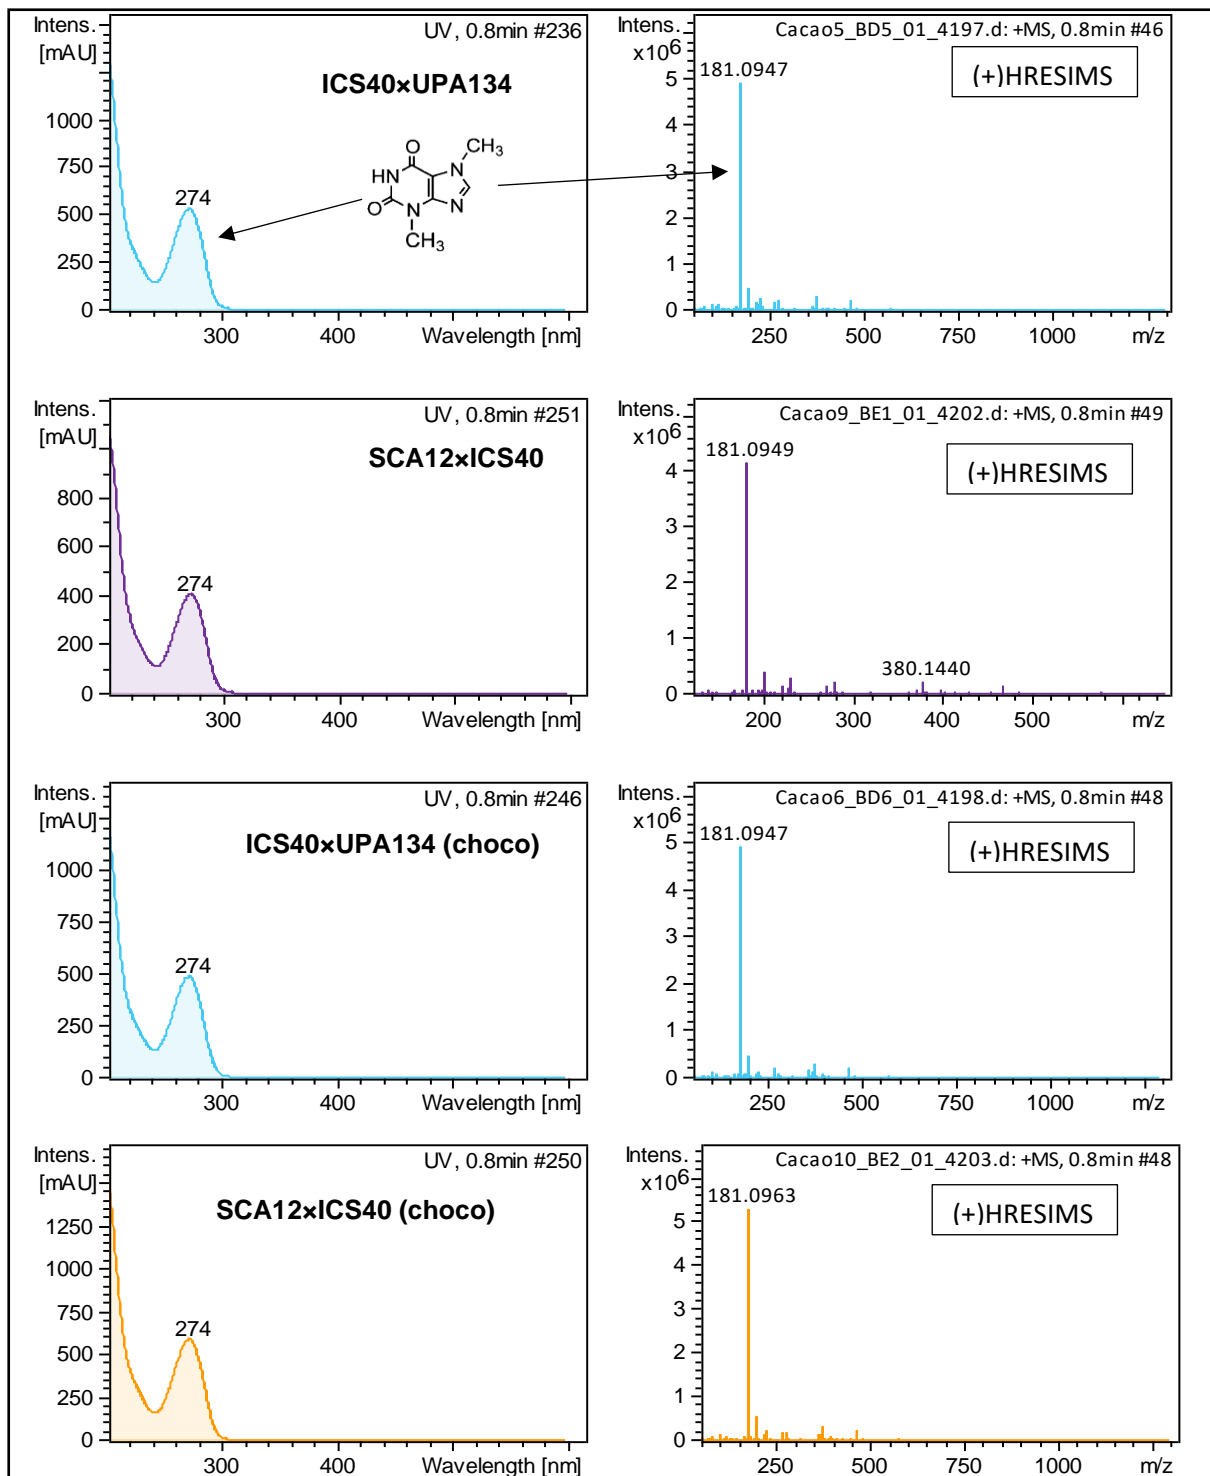 Intens.
[mAU]
UV, 0.8min #236
ICS40×UPA134
1000
750
500
250
0
274
O
CH3
HN
N
O
N
N
CH3
300
400
Wavelength [nm]
Intens.
x10^6
Cacao5_BD5_01_4197.d: +MS, 0.8min #46
181.0947
(+)HRESIMS
5
4
3
2
1
0
250
500
750
1000
m/z
Intens.
[mAU]
UV, 0.8min #251
SCA12×ICS40
800
600
400
200
0
274
300
400
Wavelength [nm]
Intens.
x10^6
Cacao9_BE1_01_4202.d: +MS, 0.8min #49
181.0949
(+)HRESIMS
4
3
2
1
0
380.1440
200
300
400
500
m/z
Intens.
[mAU]
UV, 0.8min #246
ICS40×UPA134 (choco)
1000
750
500
250
0
274
300
400
Wavelength [nm]
Intens.
x10^6
Cacao6_BD6_01_4198.d: +MS, 0.8min #48
181.0947
(+)HRESIMS
5
4
3
2
1
0
250
500
750
1000
m/z
Intens.
[mAU]
UV, 0.8min #250
SCA12×ICS40 (choco)
1250
1000
750
500
250
0
274
300
400
Wavelength [nm]
Intens.
x10^6
Cacao10_BE2_01_4203.d: +MS, 0.8min #48
181.0963
(+)HRESIMS
5
4
3
2
1
0
250
500
750
1000
m/z